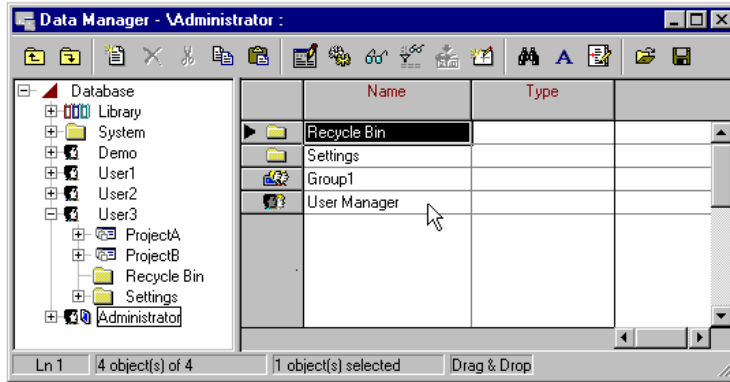 Data Manager - \Administrator :
Database
Library
System
Demo
User1
User2
User3
ProjectA
ProjectB
Recycle Bin
Settings
Administrator
Name Type
Recycle Bin
Settings
Group1
User Manager
Ln 1 4 object(s) of 4 1 object(s) selected Drag & Drop